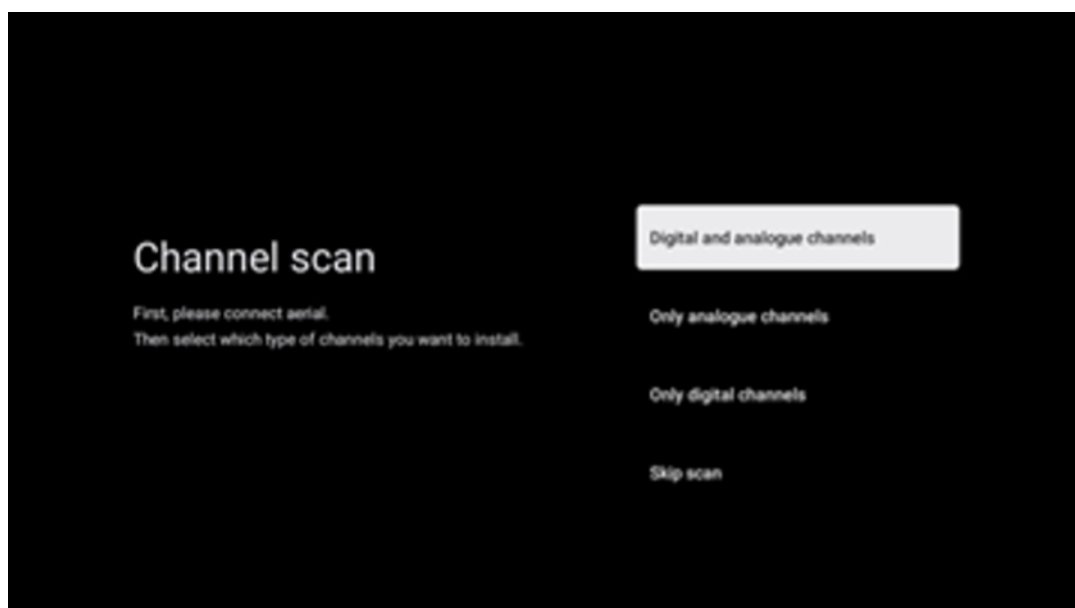 Channel scan
First, please connect aerial.
Then select which type of channels you want to install.
Digital and analogue channels
Only analogue channels
Only digital channels
Skip scan